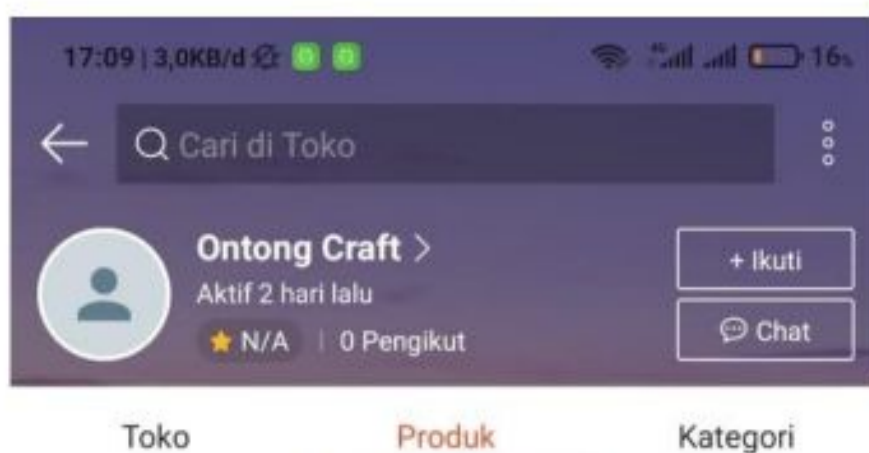 17:09 | 3,0KB/d 4G 16%
Cari di Toko
Ontong Craft >
+ Ikuti
Aktif 2 hari lalu
Chat
N/A | 0 Pengikut
Toko Produk Kategori